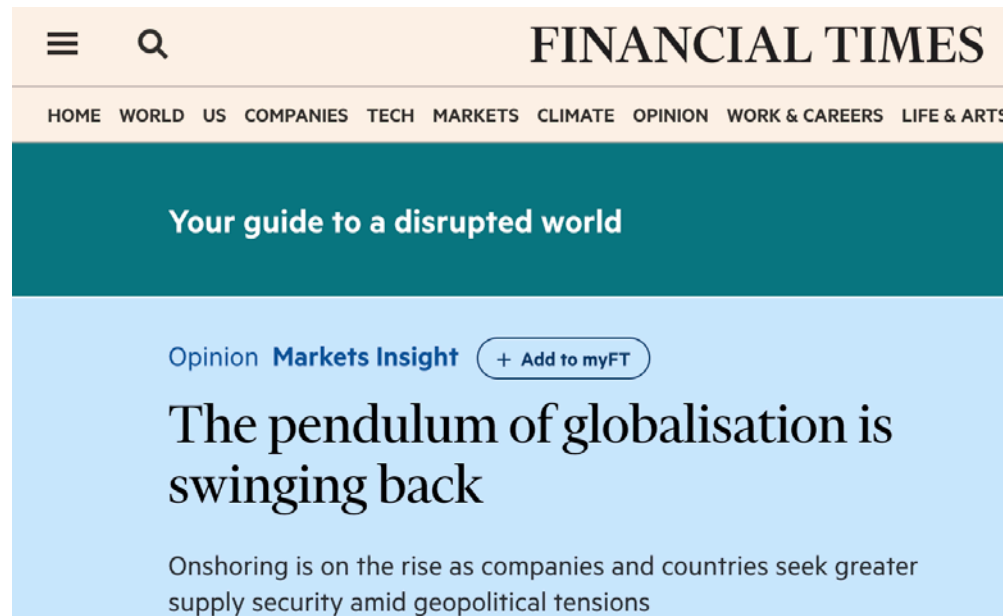 FINANCIAL TIMES
HOME WORLD US COMPANIES TECH MARKETS CLIMATE OPINION WORK & CAREERS LIFE & ARTS
Your guide to a disrupted world
Opinion Markets Insight + Add to myFT
The pendulum of globalisation is
swinging back
Onshoring is on the rise as companies and countries seek greater
supply security amid geopolitical tensions